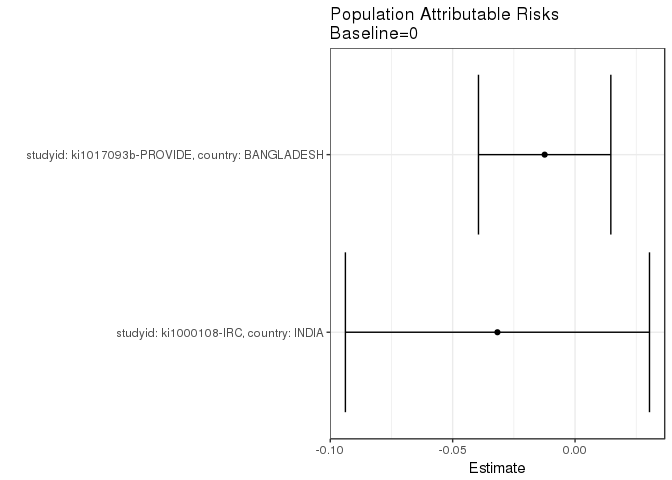 Population Attributable Risks
Baseline=0
studyid: ki1017093b-PROVIDE, country: BANGLADESH
studyid: ki1000108-IRC, country: INDIA
-0.10
-0.05
0.00
Estimate